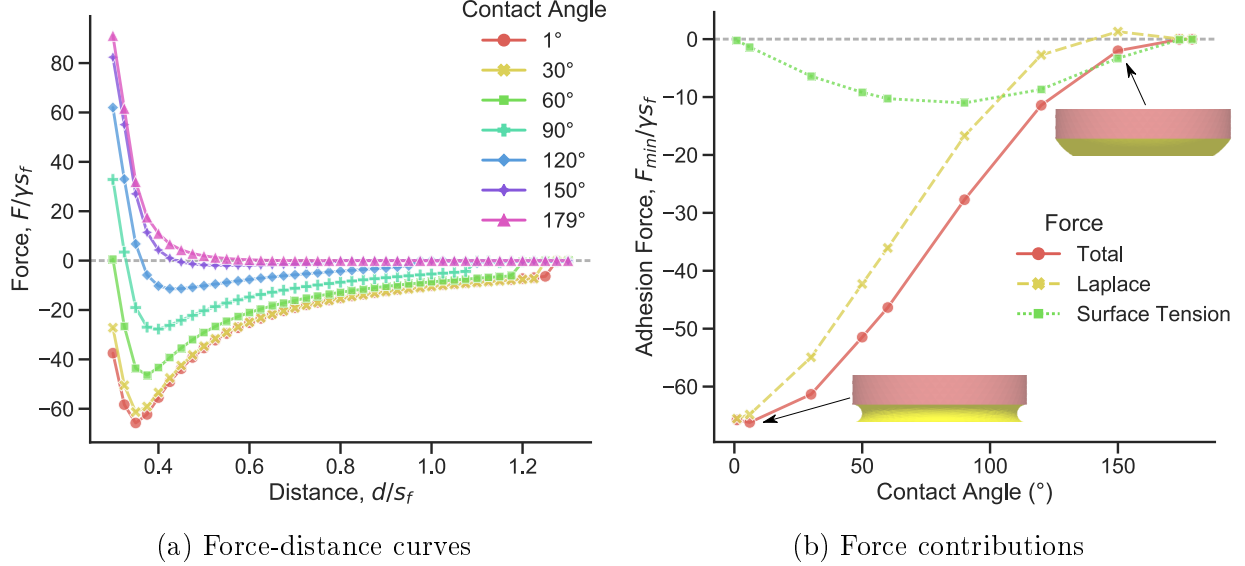 Contact Angle
1°
30°
60°
90°
120°
150°
179°
80
60
40
20
0
−20
−40
−60
Force, F/γs_f
0.4
0.6
0.8
1.0
1.2
Distance, d/s_f
(a) Force-distance curves
0
−10
−20
−30
−40
−50
−60
Adhesion Force, F_min/γs_f
Force
Total
Laplace
Surface Tension
0
50
100
150
Contact Angle (°)
(b) Force contributions